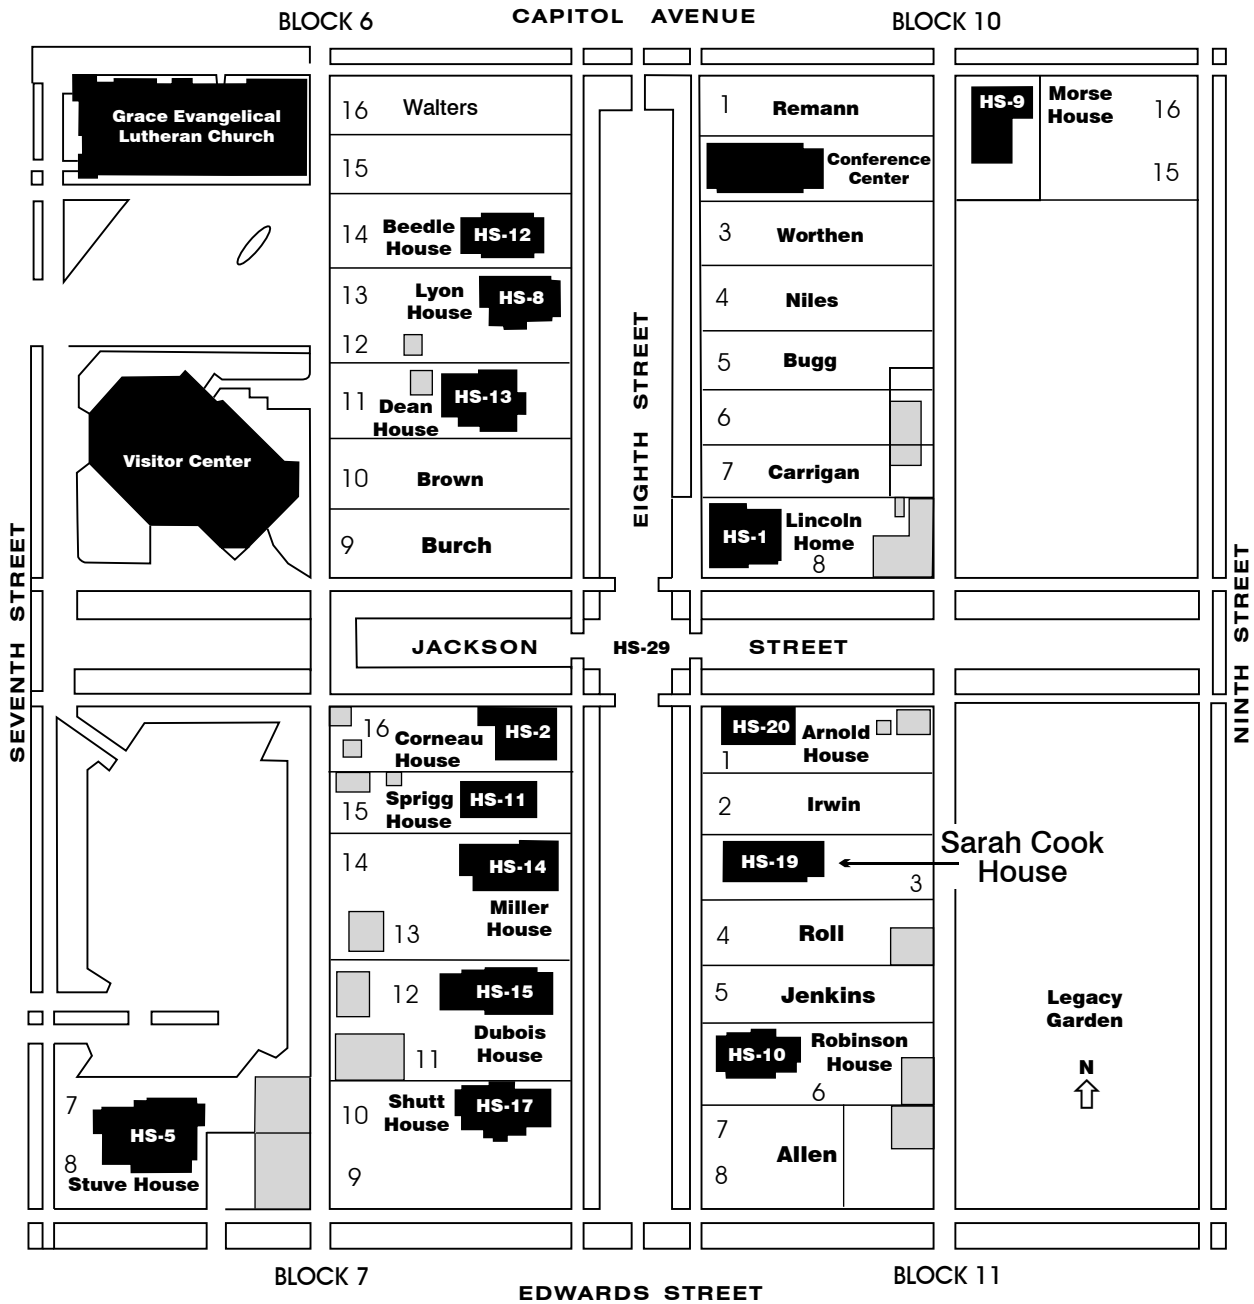 BLOCK 6
CAPITOL AVENUE
BLOCK 10
Grace Evangelical
Lutheran Church
16 Walters
15
14 Beedle
House
HS-12
13 Lyon
House
HS-8
12
11 Dean
House
HS-13
10 Brown
9 Burch
Visitor Center
SEVENTH STREET
EIGHTH STREET
1 Remann
Conference
Center
3 Worthen
4 Niles
5 Bugg
6
7 Carrigan
HS-1
Lincoln
Home
8
HS-9
Morse
House
16
15
NINTH STREET
JACKSON HS-29 STREET
16 Corneau
House
HS-2
15 Sprigg
House
HS-11
14
HS-14
Miller
House
13
12
HS-15
Dubois
House
11
10 Shutt
House
HS-17
9
7
HS-5
8
Stuve House
HS-20
Arnold
House
1
2 Irwin
HS-19
3
Sarah Cook
House
4 Roll
5 Jenkins
HS-10
Robinson
House
6
7
Allen
8
Legacy
Garden
N
BLOCK 7
EDWARDS STREET
BLOCK 11